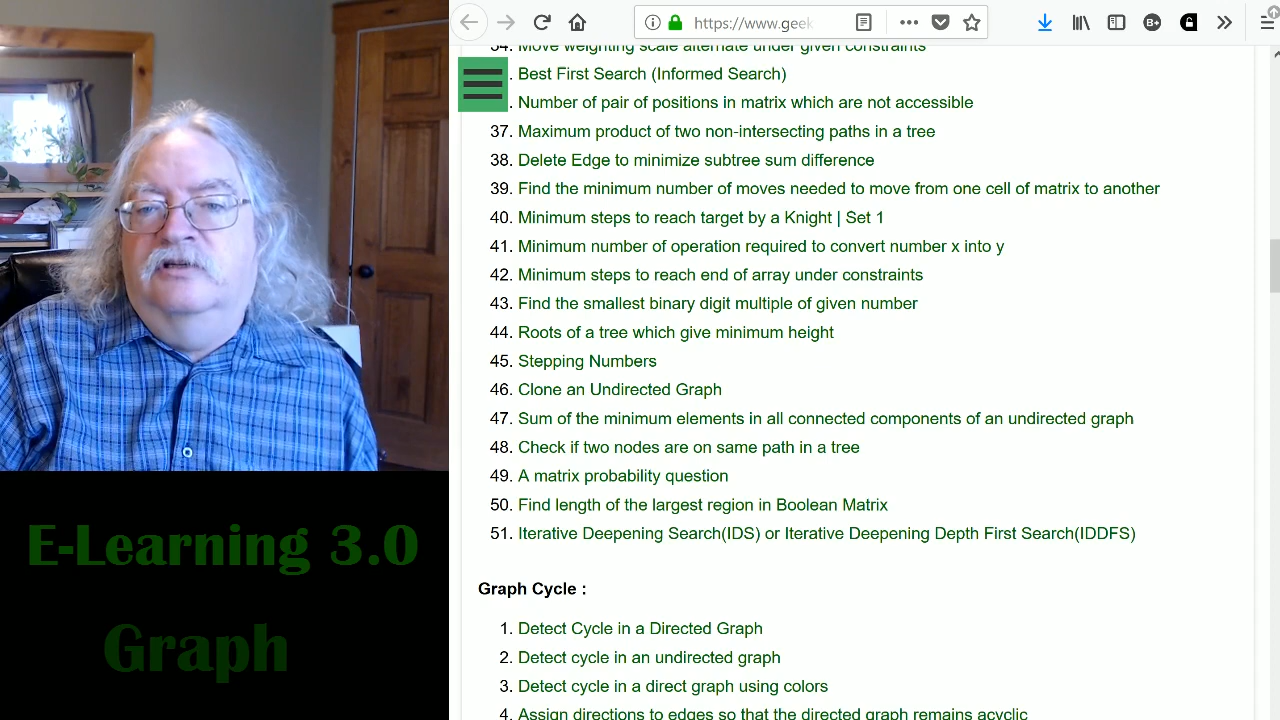 https://www.geek
34. Move weighting scale alternate under given constraints
. Best First Search (Informed Search)
. Number of pair of positions in matrix which are not accessible
37. Maximum product of two non-intersecting paths in a tree
38. Delete Edge to minimize subtree sum difference
39. Find the minimum number of moves needed to move from one cell of matrix to another
40. Minimum steps to reach target by a Knight | Set 1
41. Minimum number of operation required to convert number x into y
42. Minimum steps to reach end of array under constraints
43. Find the smallest binary digit multiple of given number
44. Roots of a tree which give minimum height
45. Stepping Numbers
46. Clone an Undirected Graph
47. Sum of the minimum elements in all connected components of an undirected graph
48. Check if two nodes are on same path in a tree
49. A matrix probability question
50. Find length of the largest region in Boolean Matrix
51. Iterative Deepening Search(IDS) or Iterative Deepening Depth First Search(IDDFS)
Graph Cycle :
1. Detect Cycle in a Directed Graph
2. Detect cycle in an undirected graph
3. Detect cycle in a direct graph using colors
4. Assign directions to edges so that the directed graph remains acyclic
E-Learning 3.0
Graph